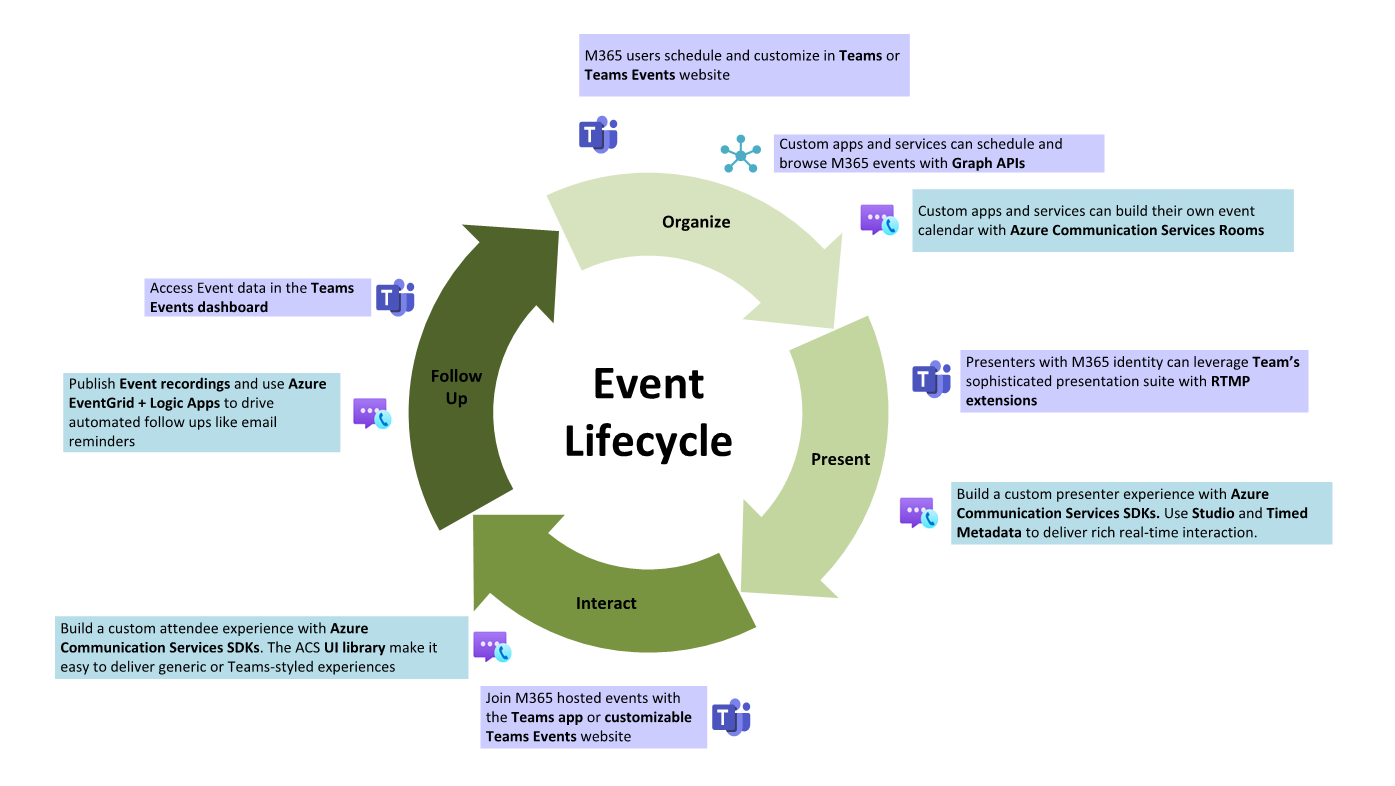 M365 users schedule and customize in Teams or
Teams Events website
Custom apps and services can schedule and
browse M365 events with Graph APIs
Organize
Custom apps and services can build their own event
calendar with Azure Communication Services Rooms
Access Event data in the Teams
Events dashboard
Presenters with M365 identity can leverage Team’s
sophisticated presentation suite with RTMP
extensions
Follow
Up
Event
Lifecycle
Publish Event recordings and use Azure
EventGrid + Logic Apps to drive
automated follow ups like email
reminders
Present
Build a custom presenter experience with Azure
Communication Services SDKs. Use Studio and Timed
Metadata to deliver rich real-time interaction.
Interact
Build a custom attendee experience with Azure
Communication Services SDKs. The ACS UI library make it
easy to deliver generic or Teams-styled experiences
Join M365 hosted events with
the Teams app or customizable
Teams Events website